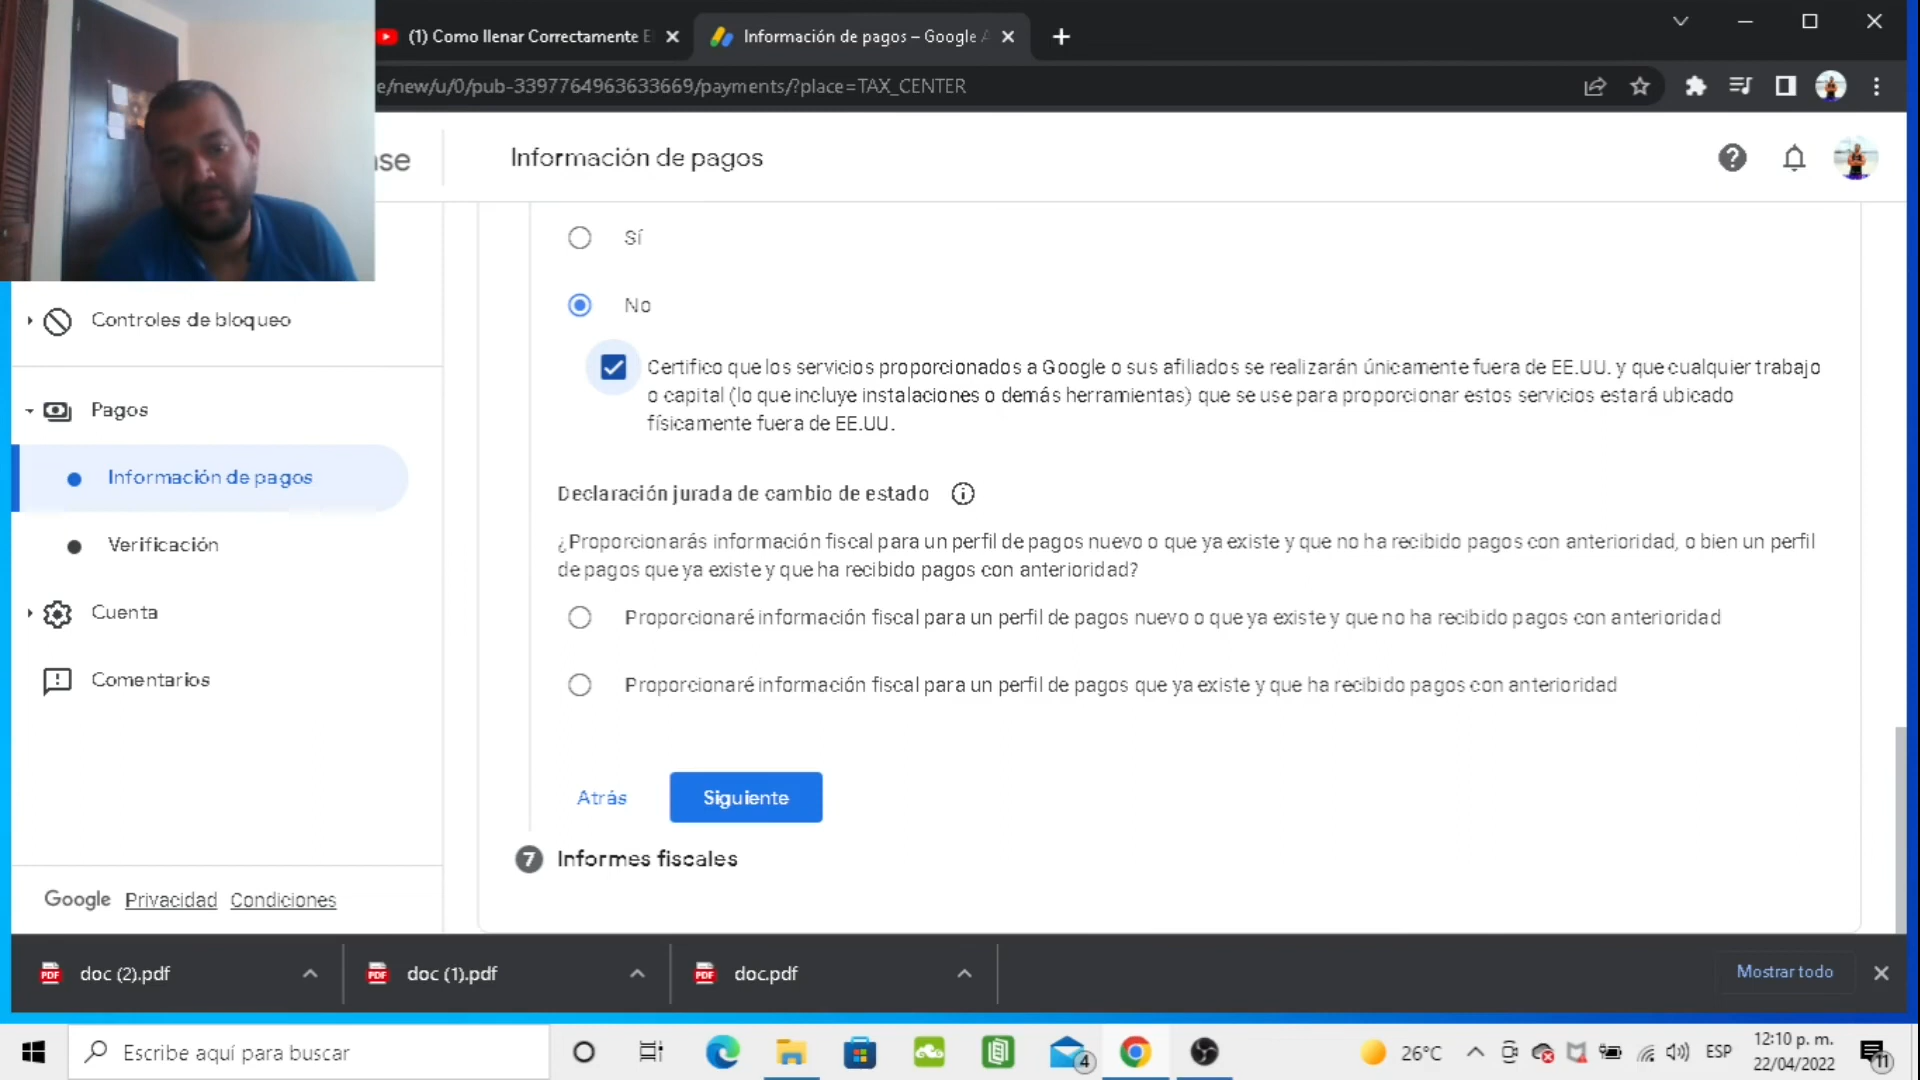 (1) Como llenar Correctamente E
Información de pagos – Google A
e/new/u/0/pub-3397764963633669/payments/?place=TAX_CENTER
nse
Información de pagos
Sí
No
Certifico que los servicios proporcionados a Google o sus afiliados se realizarán únicamente fuera de EE.UU. y que cualquier trabajo
o capital (lo que incluye instalaciones o demás herramientas) que se use para proporcionar estos servicios estará ubicado
físicamente fuera de EE.UU.
Declaración jurada de cambio de estado
¿Proporcionarás información fiscal para un perfil de pagos nuevo o que ya existe y que no ha recibido pagos con anterioridad, o bien un perfil
de pagos que ya existe y que ha recibido pagos con anterioridad?
Proporcionaré información fiscal para un perfil de pagos nuevo o que ya existe y que no ha recibido pagos con anterioridad
Proporcionaré información fiscal para un perfil de pagos que ya existe y que ha recibido pagos con anterioridad
Atrás
Siguiente
7 Informes fiscales
Controles de bloqueo
Pagos
Información de pagos
Verificación
Cuenta
Comentarios
Google Privacidad Condiciones
doc (2).pdf
doc (1).pdf
doc.pdf
Mostrar todo
Escribe aquí para buscar
4
26°C
ESP
12:10 p. m.
22/04/2022
11